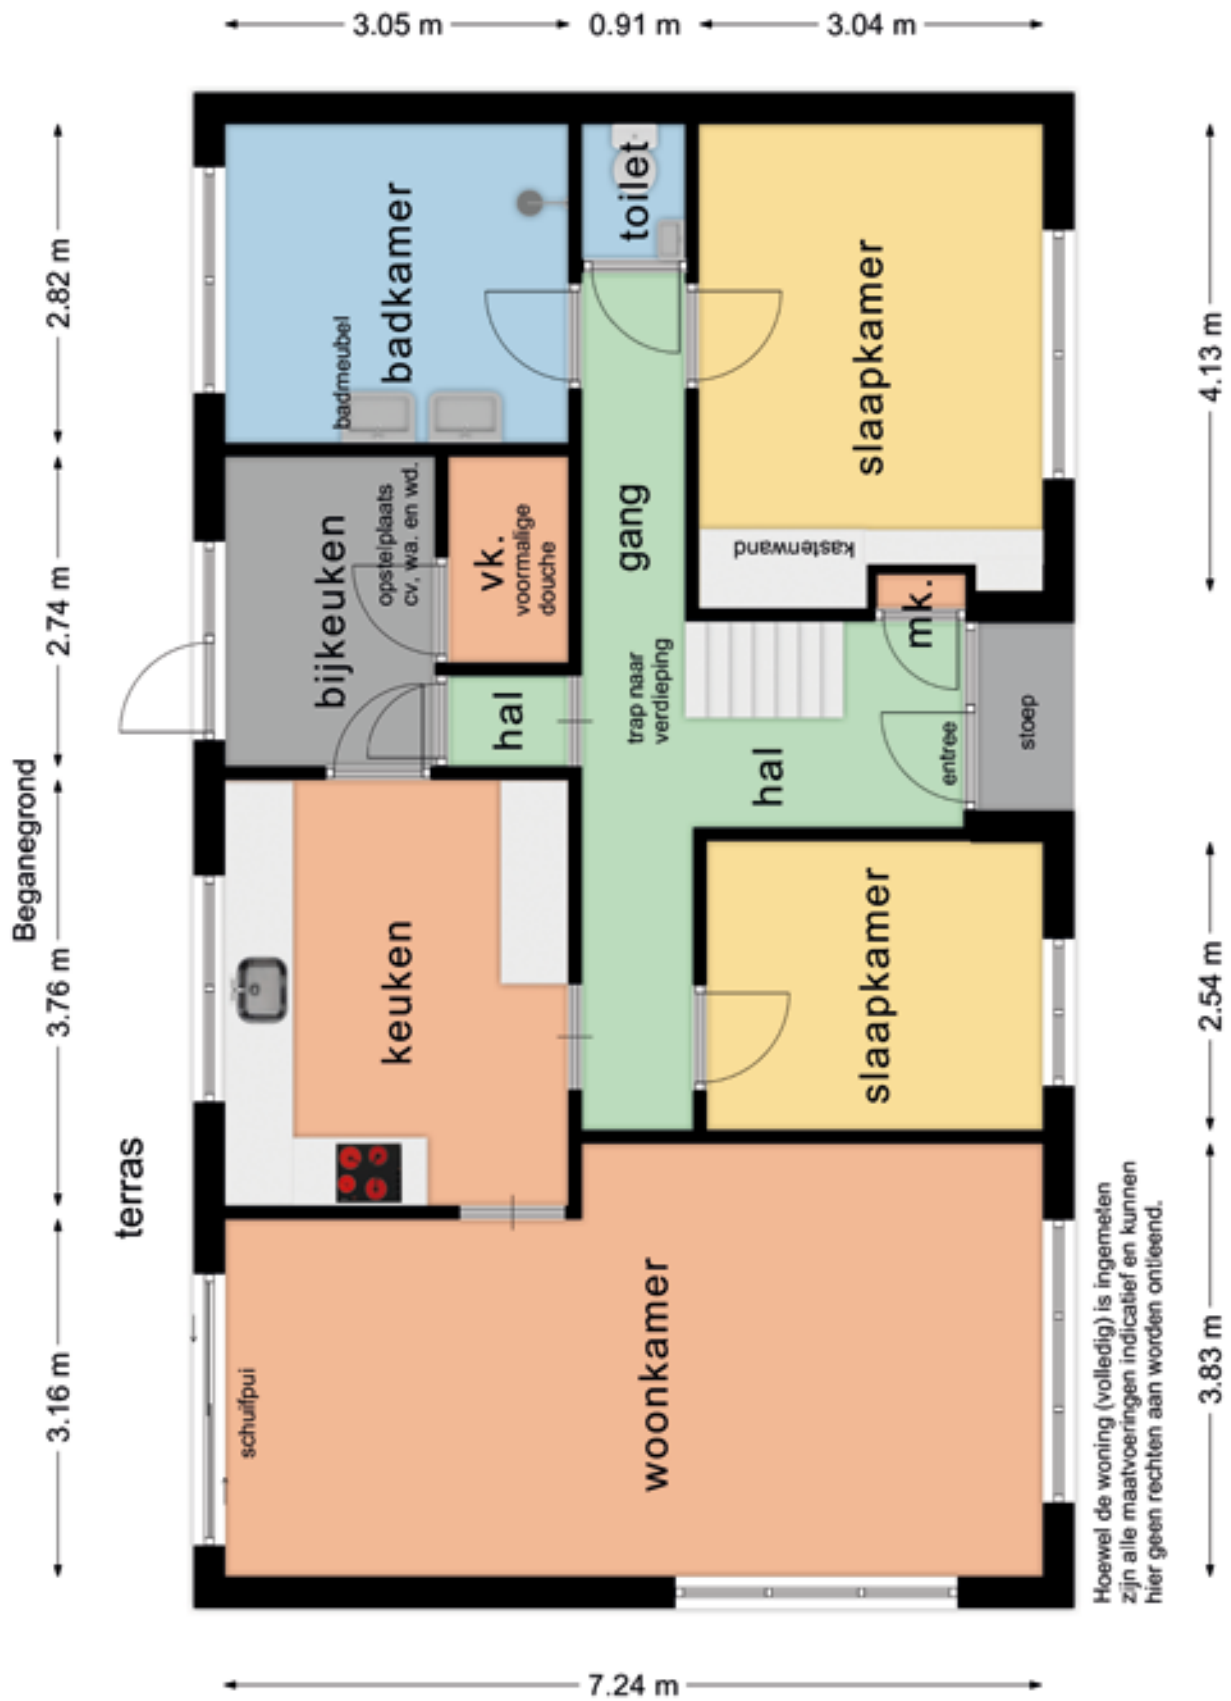 3.05 m
0.91 m
3.04 m
2.82 m
2.74 m
3.76 m
3.16 m
4.13 m
2.54 m
3.83 m
7.24 m
Beganegrond
terras
badkamer
badmeubel
toilet
slaapkamer
kastenwand
bijkeuken
opstelplaats
cv, wa. en wd.
vk.
voormalige
douche
gang
hal
trap naar
verdieping
mk.
hal
entree
stoep
keuken
slaapkamer
woonkamer
schuifpui
Hoewel de woning (volledig) is ingemeten
zijn alle maatvoeringen indicatief en kunnen
hier geen rechten aan worden ontleend.